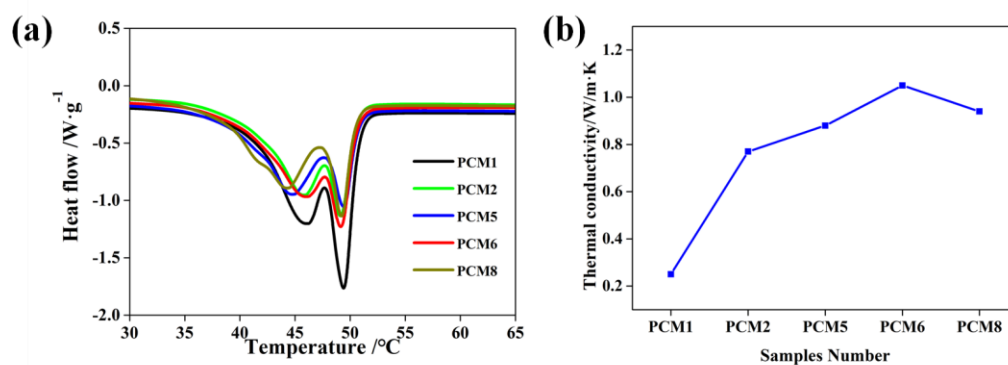 (a)
0.5
0.0
-0.5
-1.0
-1.5
-2.0
Heat flow /W·g⁻¹
PCM1
PCM2
PCM5
PCM6
PCM8
30 35 40 45 50 55 60 65
Temperature /°C
(b)
1.2
1.0
0.8
0.6
0.4
0.2
Thermal conductivity/W/m·K
PCM1 PCM2 PCM5 PCM6 PCM8
Samples Number